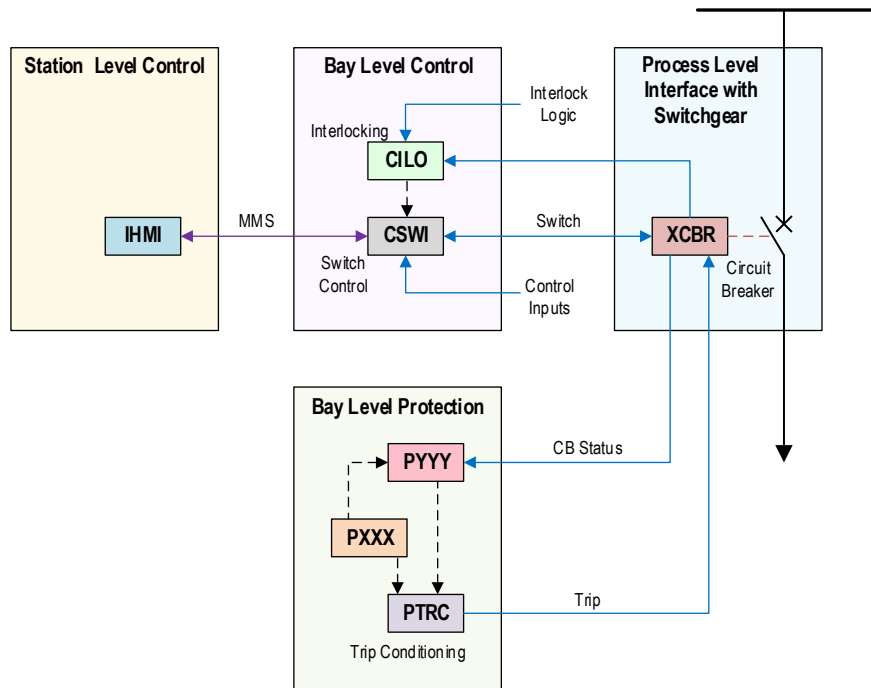 Station Level Control
Bay Level Control
Process Level
Interface with
Switchgear
Interlock
Logic
Interlocking
CILO
IHMI
MMS
CSWI
Switch
XCBR
Switch
Control
Control
Inputs
Circuit
Breaker
Bay Level Protection
PYYY
CB Status
PXXX
PTRC
Trip
Trip Conditioning